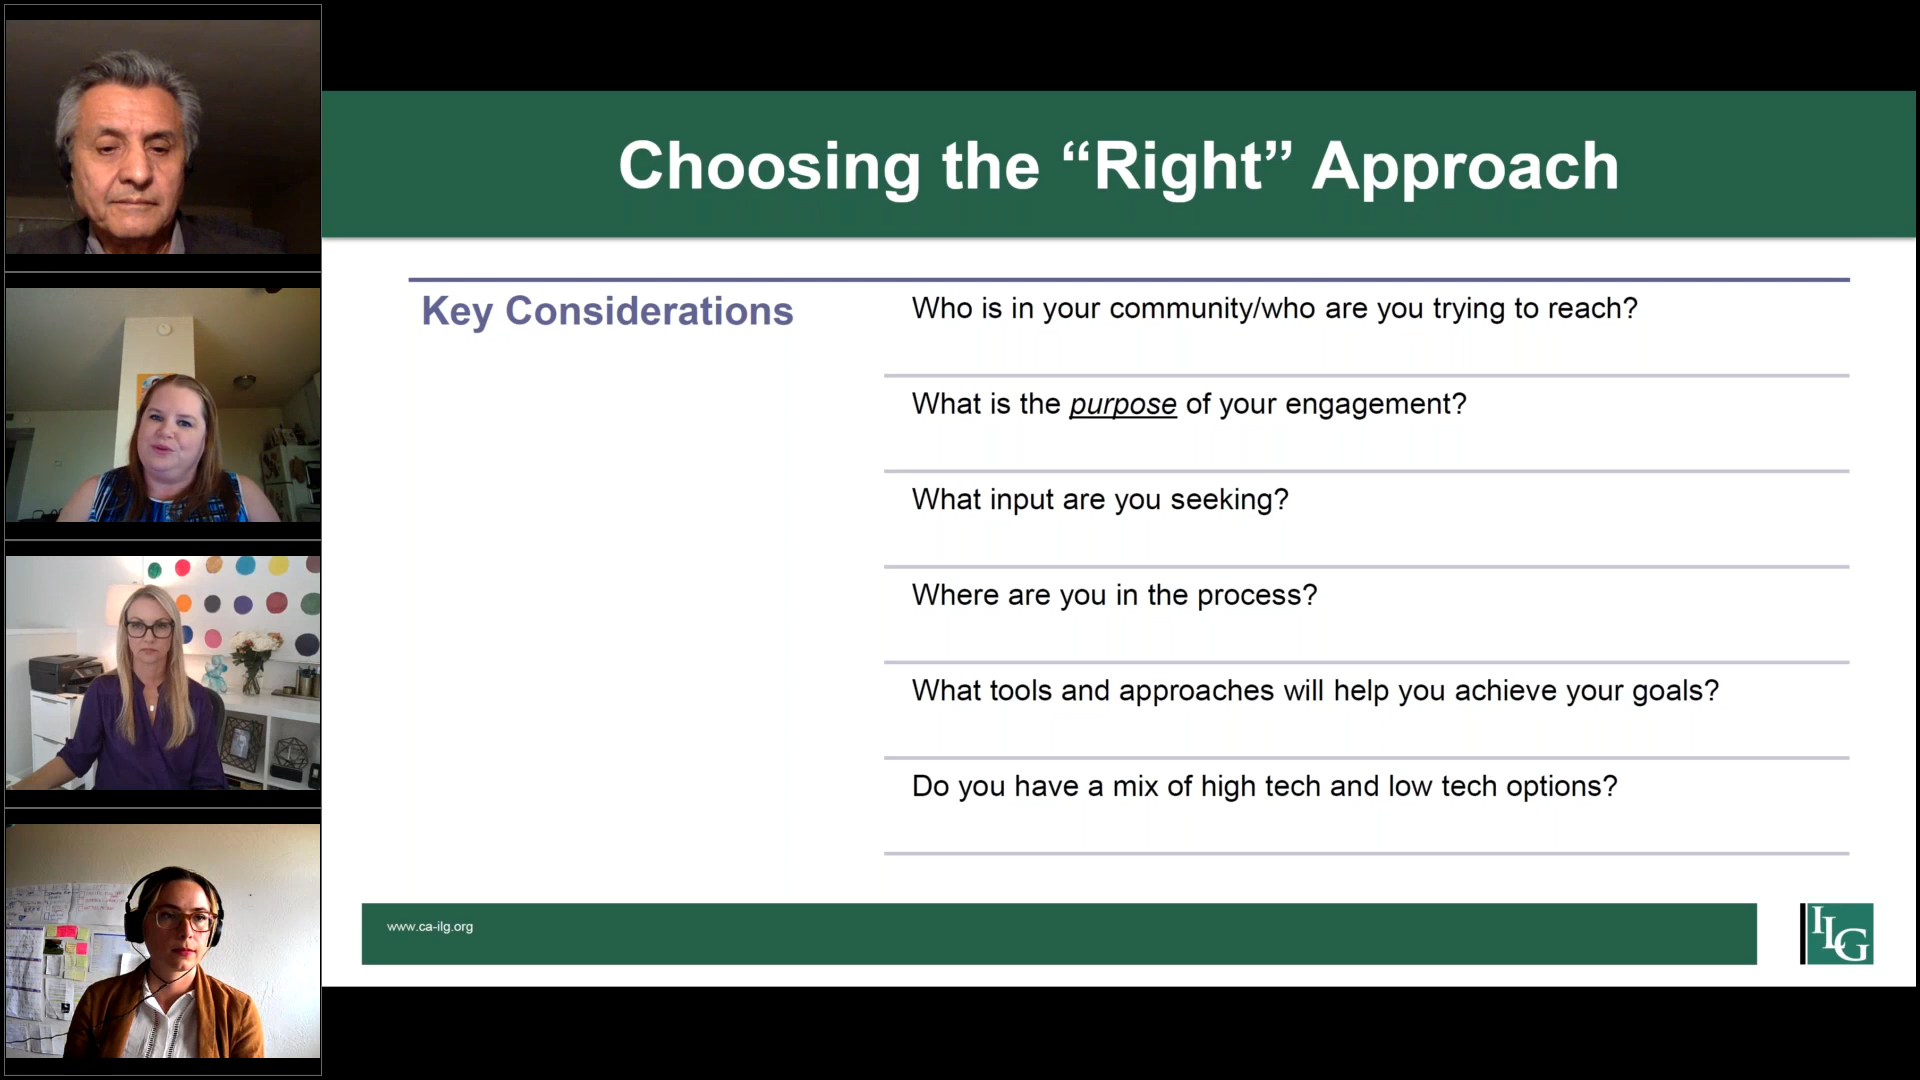 Choosing the “Right” Approach
Key Considerations
Who is in your community/who are you trying to reach?
What is the purpose of your engagement?
What input are you seeking?
Where are you in the process?
What tools and approaches will help you achieve your goals?
Do you have a mix of high tech and low tech options?
www.ca-ilg.org
ILG